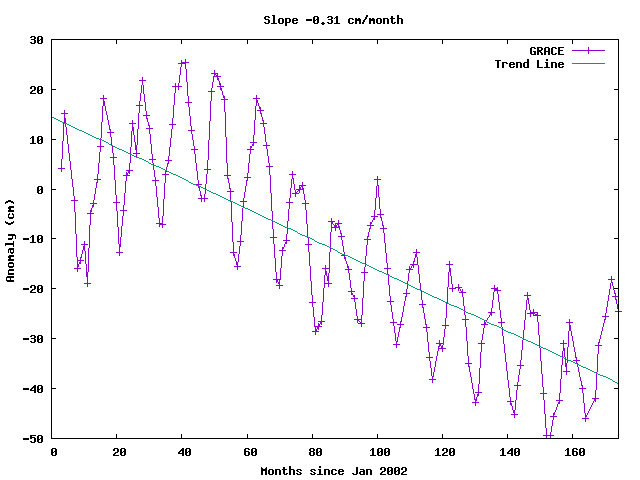 Slope -0.31 cm/month
GRACE
Trend Line
30
20
10
0
-10
-20
-30
-40
-50
Anomaly (cm)
0 20 40 60 80 100 120 140 160
Months since Jan 2002